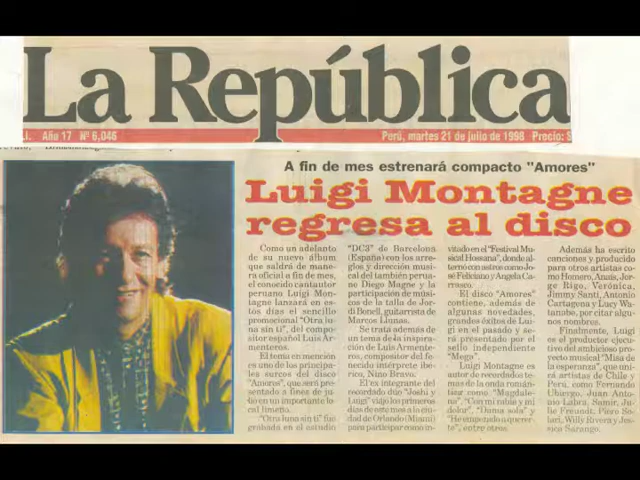 La República
Año 17 Nº 6,046
Perú, martes 21 de julio de 1998 Precio: S
A fin de mes estrenará compacto "Amores"
Luigi Montagne
regresa al disco
Como un adelanto
de su nuevo álbum
que saldrá de mane-
ra oficial a fin de mes,
el conocido cantautor
peruano Luigi Mon-
tagne lanzará en es-
tos días el sencillo
promocional "Otra lu-
na sin ti", del compo-
sitor español Luis Ar-
menteros.
El tema en mención
es uno de los principa-
les surcos del disco
"Amores", que será pre-
sentado a fines de ju-
lio en un importante lo-
cal limeño.
"Otra luna sin ti" fue
grabada en el estudio
"DC3" de Barcelona
(España) con los arre-
glos y dirección musi-
cal del también perua-
no Diego Magne y la
participación de músi-
cos de la talla de Jor-
di Bonell, guitarrista de
Marcos Llunas.
Se trata además de
un tema de la inspira-
ción de Luis Armente-
ros, compositor del fe-
necido intérprete ibé-
rico, Nino Bravo.
El ex integrante del
recordado dúo "Joshi y
Luigi" viajó los primeros
días de este mes a la ciu-
dad de Orlando (Miami)
para participar como in-
vitado en el "Festival Mu-
sical Hossana", donde al-
ternó con astros como Jo-
sé Feliciano y Angela Ca-
rrasco.
El disco "Amores"
contiene, además de
algunas novedades,
grandes éxitos de Lui-
gi en el pasado y se-
rá presentado por el
sello independiente
"Mega".
Luigi Montagne es
autor de recordados te-
mas de la onda román-
tica como "Magdale-
na", "Con mi rabia y mi
dolor", "Dama sola" y
"He empezado a querer-
te", entre otros.
Además ha escrito
canciones y producido
para otros artistas co-
mo Homero, Anaís, Jor-
ge Rigo, Verónica,
Jimmy Santi, Antonio
Cartagena y Lucy Wa-
tanabe, por citar algu-
nos nombres.
Finalmente, Luigi
es el productor ejecu-
tivo del ambicioso pro-
yecto musical "Misa de
la esperanza", que uni-
rá artistas de Chile y
Perú, como Fernando
Ubiergo, Juan Anto-
nio Labra, Samir, Ju-
lie Freundt, Piero So-
lari, Willy Rivera y Jes-
sica Sarango.